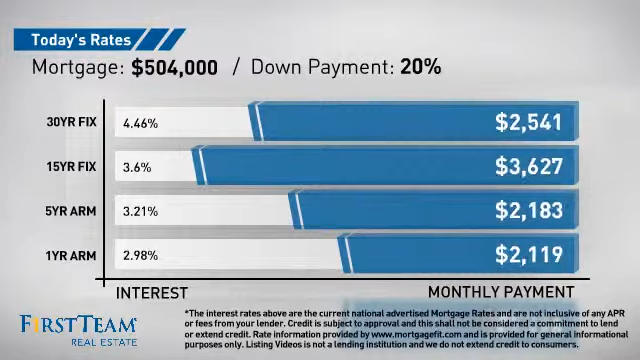 Today's Rates
Mortgage: $504,000 / Down Payment: 20%
30YR FIX 4.46% $2,541
15YR FIX 3.6% $3,627
5YR ARM 3.21% $2,183
1YR ARM 2.98% $2,119
INTEREST MONTHLY PAYMENT
FIRSTTEAM®
REAL ESTATE
*The interest rates above are the current national advertised Mortgage Rates and are not inclusive of any APR
or fees from your lender. Credit is subject to approval and this shall not be considered a commitment to lend
or extend credit. Rate information provided by www.mortgagefit.com and is provided for general informational
purposes only. Listing Videos is not a lending institution and we do not extend credit to consumers.